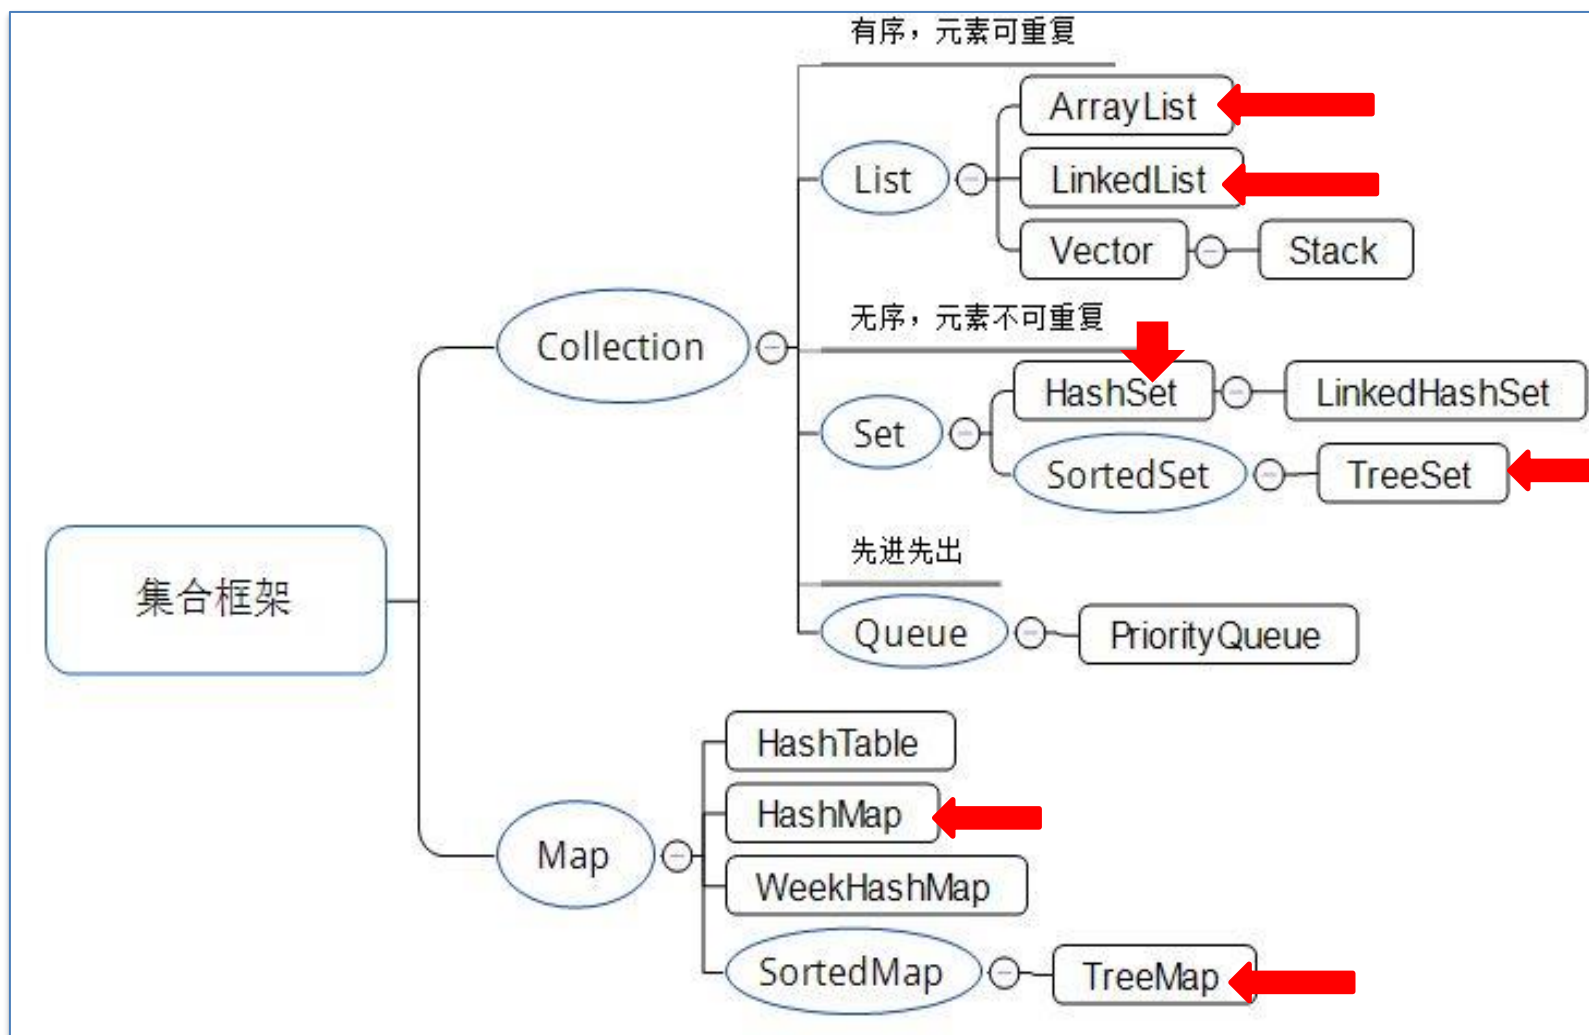 有序，元素可重复
ArrayList
List
LinkedList
Vector
Stack
无序，元素不可重复
Collection
HashSet
LinkedHashSet
Set
SortedSet
TreeSet
先进先出
集合框架
Queue
PriorityQueue
HashTable
HashMap
Map
WeekHashMap
SortedMap
TreeMap